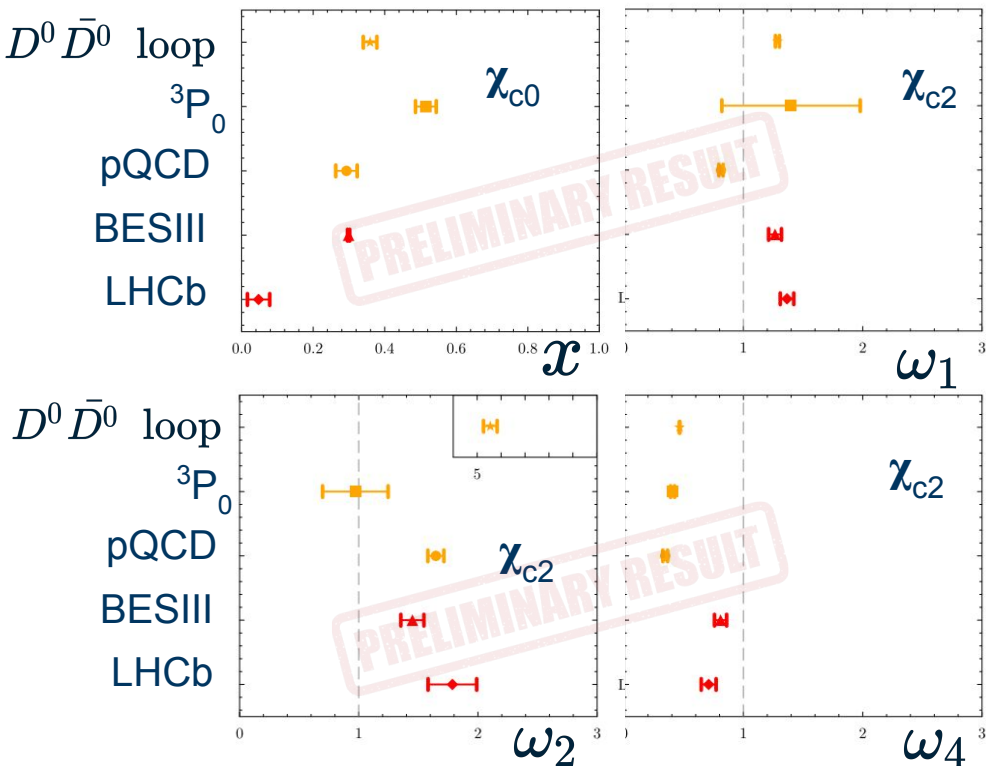 D⁰ D̄⁰ loop
³P₀
pQCD
BESIII
LHCb
χc0
χc2
PRELIMINARY RESULT
I.
0.0 0.2 0.4 0.6 0.8 1.0
x
) 1 2 3
ω₁
D⁰ D̄⁰ loop
³P₀
pQCD
BESIII
LHCb
5
χc2
χc2
PRELIMINARY RESULT
I.
0 1 2 3
ω₂
) 1 2 3
ω₄